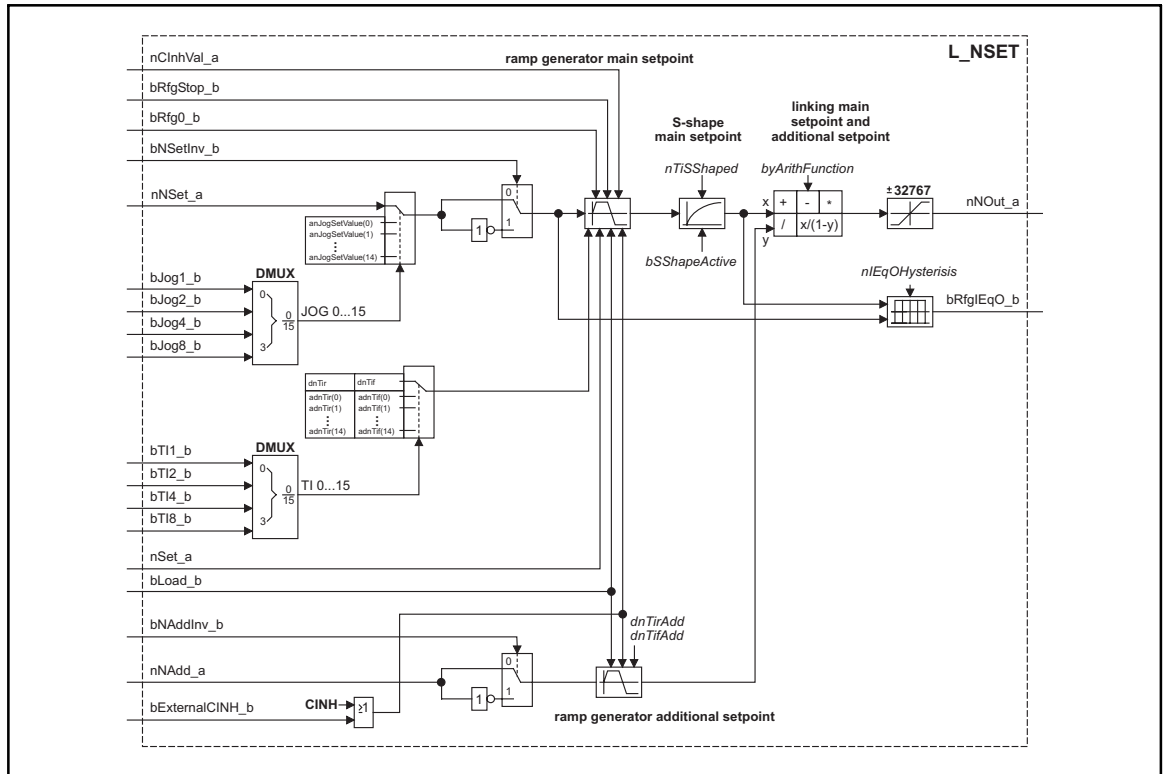 L_NSET
nCInhVal_a
ramp generator main setpoint
bRfgStop_b
bRfg0_b
bNSetInv_b
nNSet_a
S-shape
main setpoint
linking main
setpoint and
additional setpoint
nTiSShaped
byArithFunction
0
1
1
x
y
+
-
*
/
x/(1-y)
±32767
nNOut_a
bSShapeActive
nIEqOHysterisis
bRfgIEqO_b
anJogSetValue(0)
anJogSetValue(1)
anJogSetValue(14)
bJog1_b
bJog2_b
bJog4_b
bJog8_b
DMUX
0
3
0
15
JOG 0...15
dnTir
dnTif
adnTir(0)
adnTif(0)
adnTir(1)
adnTif(1)
adnTir(14)
adnTif(14)
bTI1_b
bTI2_b
bTI4_b
bTI8_b
DMUX
0
3
0
15
TI 0...15
nSet_a
bLoad_b
bNAddInv_b
dnTirAdd
dnTifAdd
nNAdd_a
0
1
1
bExternalCINH_b
CINH
≥1
ramp generator additional setpoint